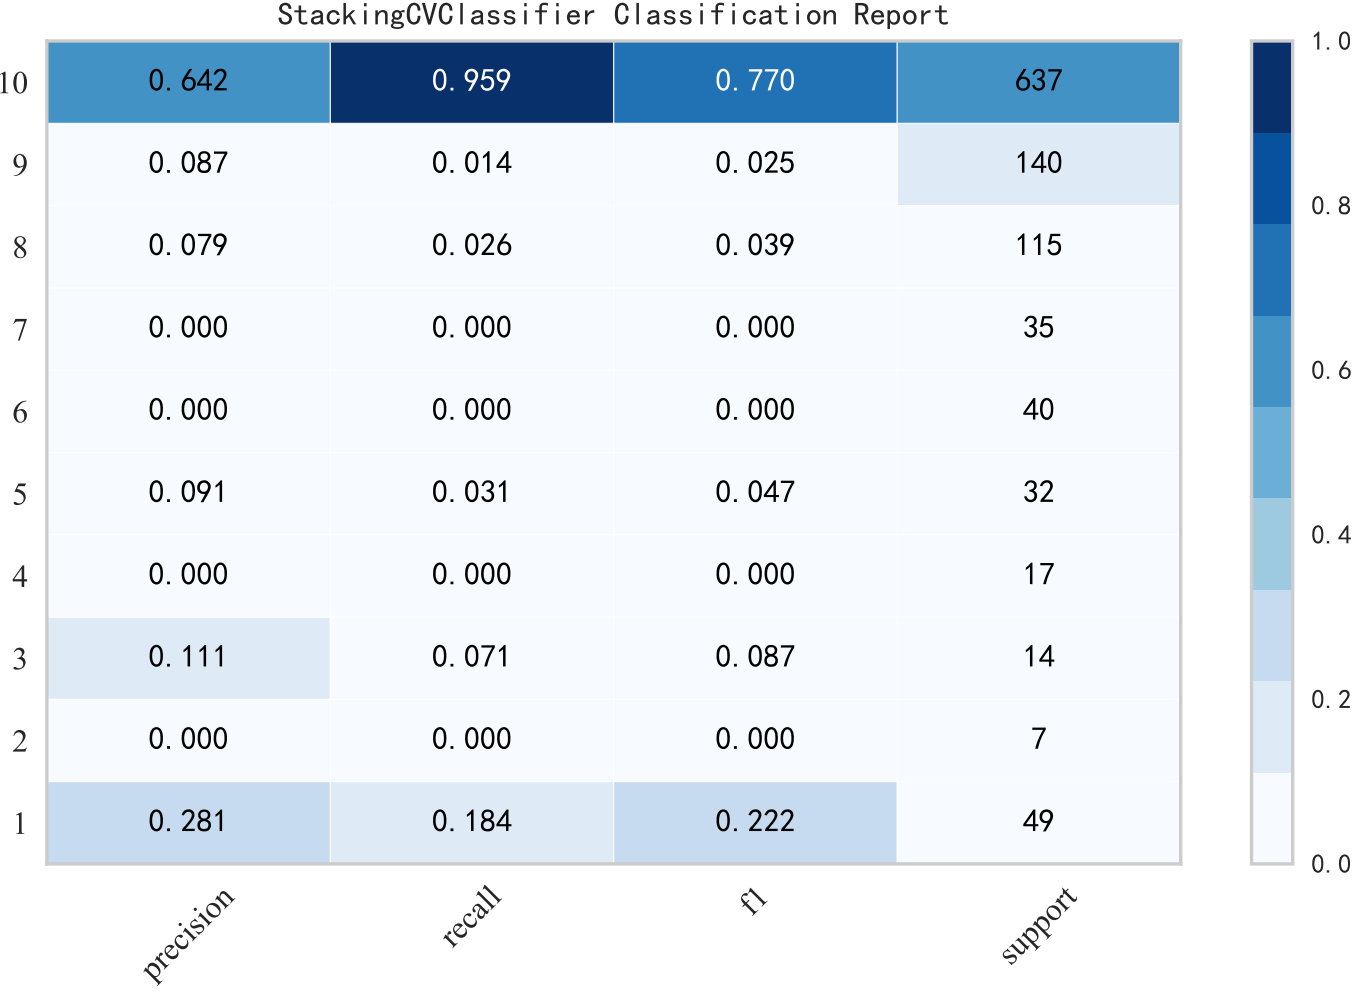 StackingCVClassifier Classification Report
10 0.642 0.959 0.770 637
9 0.087 0.014 0.025 140
8 0.079 0.026 0.039 115
7 0.000 0.000 0.000 35
6 0.000 0.000 0.000 40
5 0.091 0.031 0.047 32
4 0.000 0.000 0.000 17
3 0.111 0.071 0.087 14
2 0.000 0.000 0.000 7
1 0.281 0.184 0.222 49
precision recall f1 support
1.0
0.8
0.6
0.4
0.2
0.0